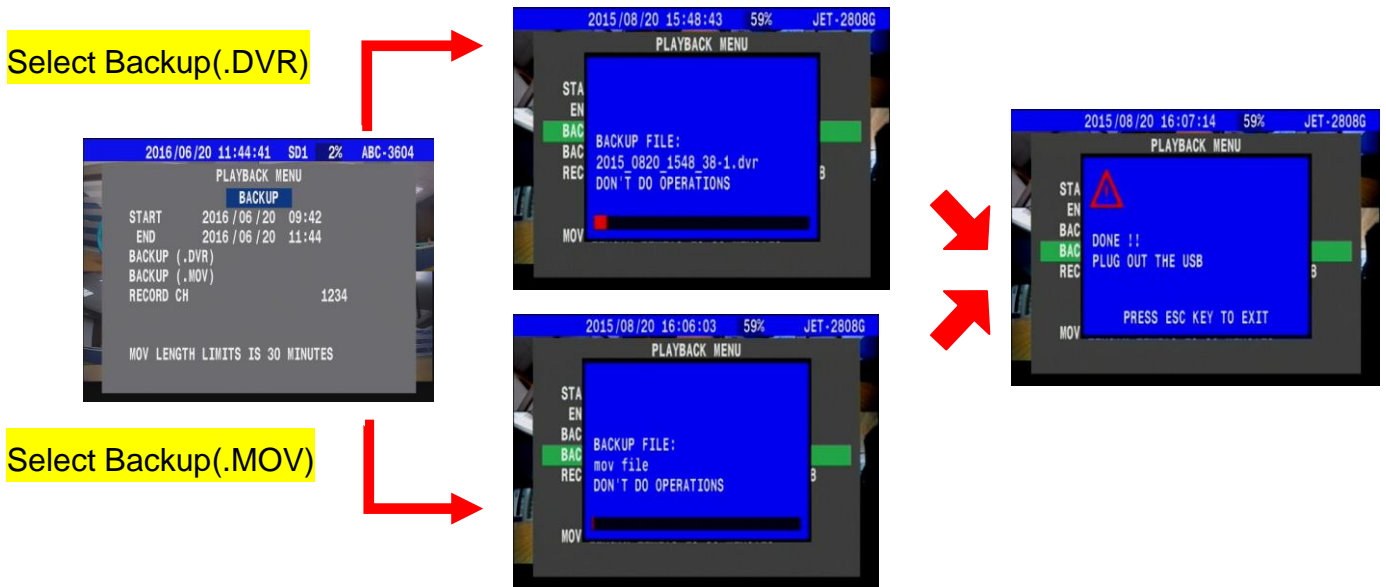 Select Backup(.DVR)
2016/06/20 11:44:41 SD1 2% ABC-3604
PLAYBACK MENU
BACKUP
START 2016/06/20 09:42
END 2016/06/20 11:44
BACKUP (.DVR)
BACKUP (.MOV)
RECORD CH 1234
MOV LENGTH LIMITS IS 30 MINUTES
Select Backup(.MOV)
2015/08/20 15:48:43 59% JET-2808G
PLAYBACK MENU
STA
EN
BAC
BAC
REC
MOV
BACKUP FILE:
2015_0820_1548_38-1.dvr
DON'T DO OPERATIONS
2015/08/20 16:06:03 59% JET-2808G
PLAYBACK MENU
STA
EN
BAC
BAC
REC
MOV
BACKUP FILE:
mov file
DON'T DO OPERATIONS
2015/08/20 16:07:14 59% JET-2808G
PLAYBACK MENU
STA
EN
BAC
BAC
REC
MOV
DONE !!
PLUG OUT THE USB
PRESS ESC KEY TO EXIT